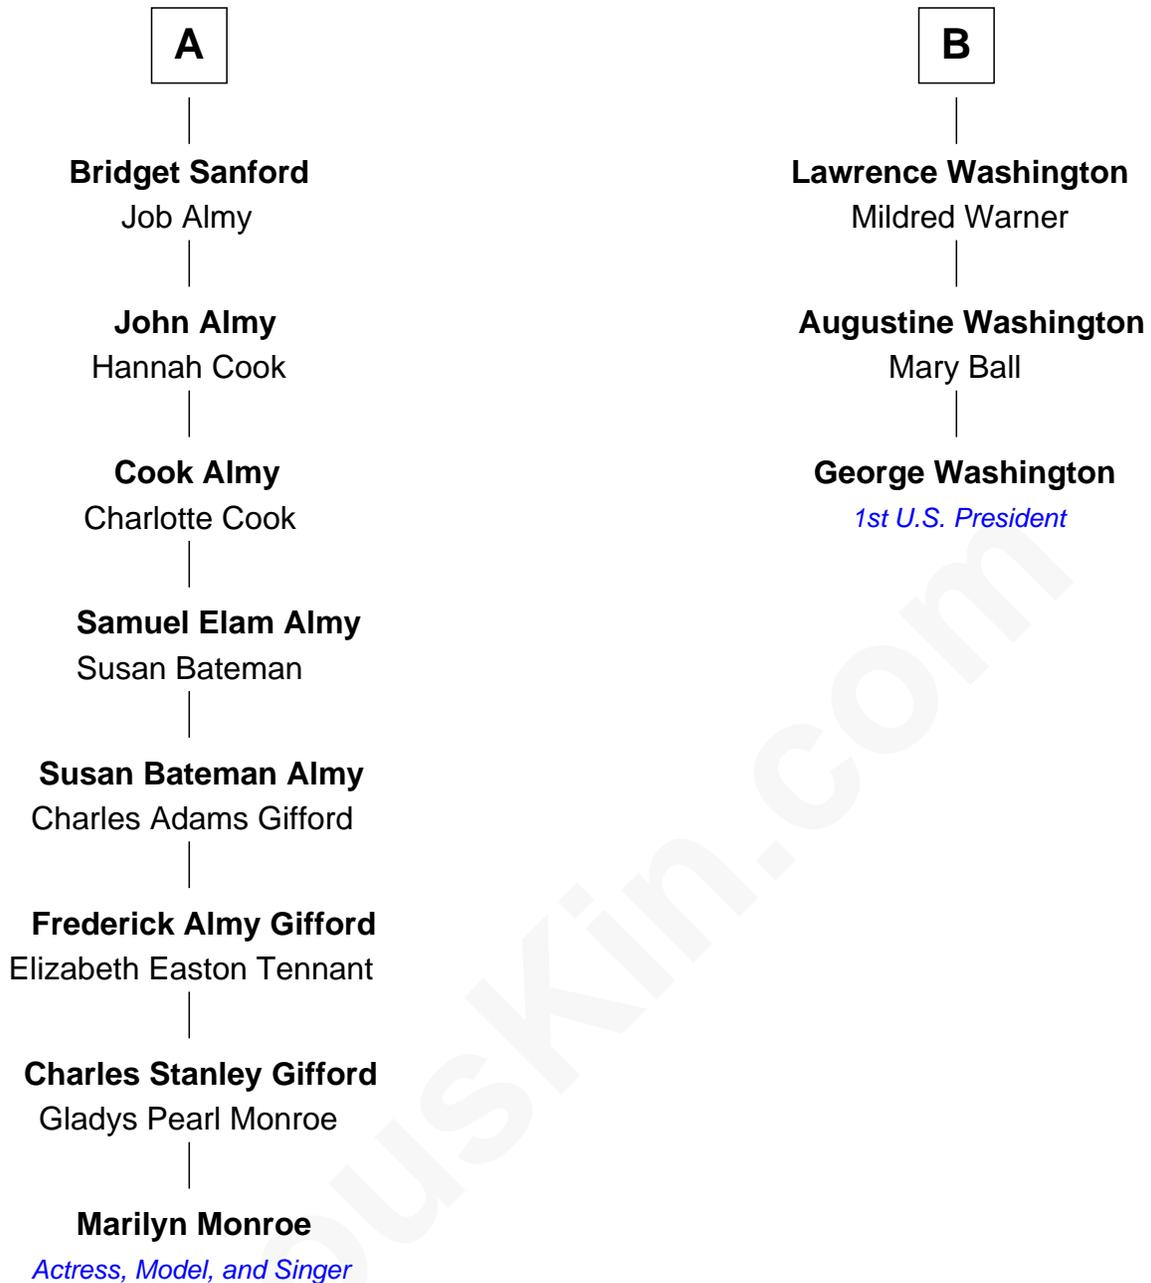 A
Bridget Sanford
Job Almy
John Almy
Hannah Cook
Cook Almy
Charlotte Cook
Samuel Elam Almy
Susan Bateman
Susan Bateman Almy
Charles Adams Gifford
Frederick Almy Gifford
Elizabeth Easton Tennant
Charles Stanley Gifford
Gladys Pearl Monroe
Marilyn Monroe
Actress, Model, and Singer
B
Lawrence Washington
Mildred Warner
Augustine Washington
Mary Ball
George Washington
1st U.S. President
ousKin.com